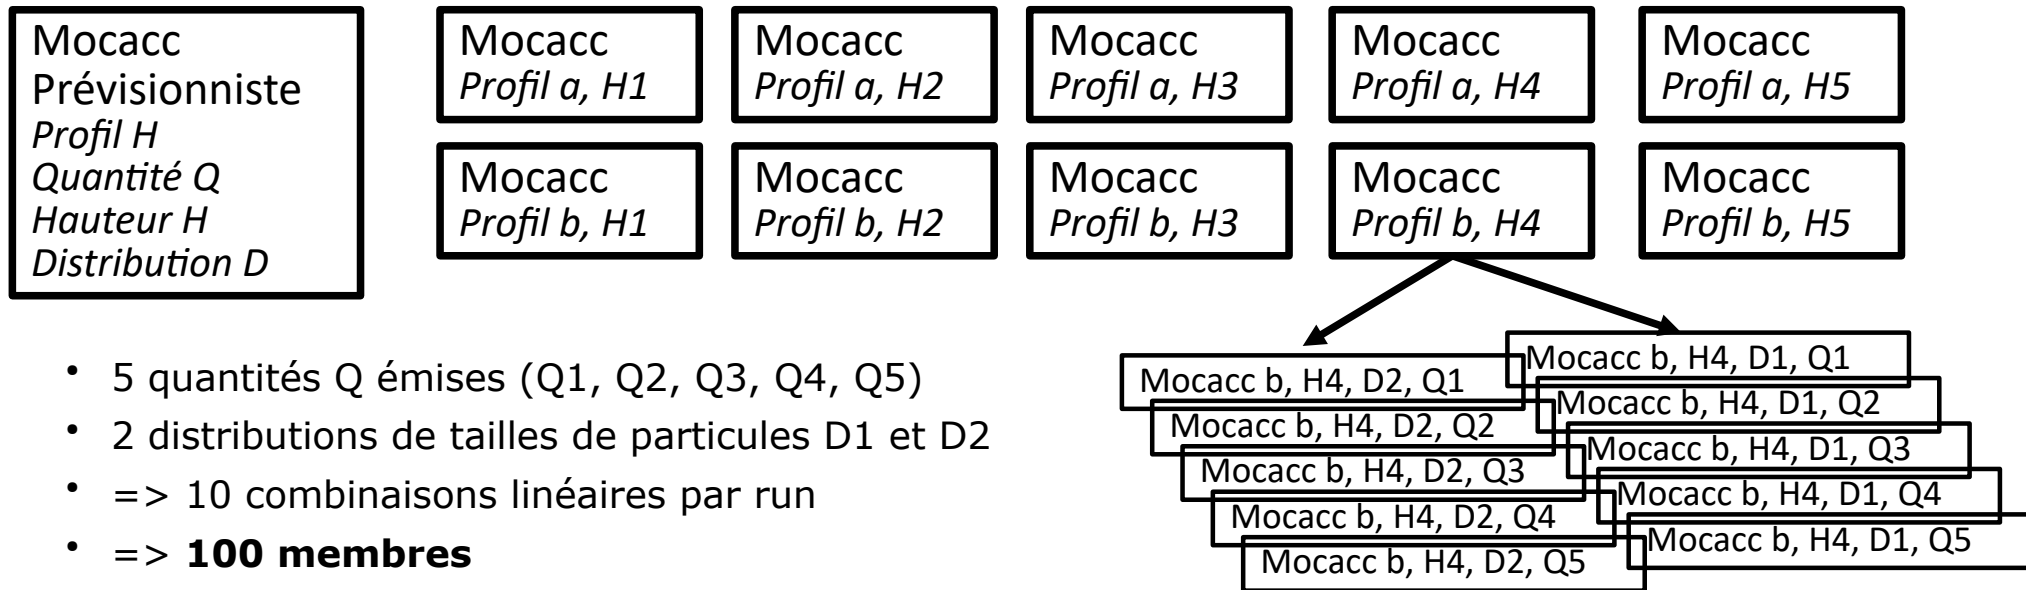 Mocacc
Prévisionniste
Profil H
Quantité Q
Hauteur H
Distribution D
Mocacc
Profil a, H1
Mocacc
Profil a, H2
Mocacc
Profil a, H3
Mocacc
Profil a, H4
Mocacc
Profil a, H5
Mocacc
Profil b, H1
Mocacc
Profil b, H2
Mocacc
Profil b, H3
Mocacc
Profil b, H4
Mocacc
Profil b, H5
• 5 quantités Q émises (Q1, Q2, Q3, Q4, Q5)
• 2 distributions de tailles de particules D1 et D2
• => 10 combinaisons linéaires par run
• => 100 membres
Mocacc b, H4, D2, Q1
Mocacc b, H4, D2, Q2
Mocacc b, H4, D2, Q3
Mocacc b, H4, D2, Q4
Mocacc b, H4, D2, Q5
Mocacc b, H4, D1, Q1
Mocacc b, H4, D1, Q2
Mocacc b, H4, D1, Q3
Mocacc b, H4, D1, Q4
Mocacc b, H4, D1, Q5